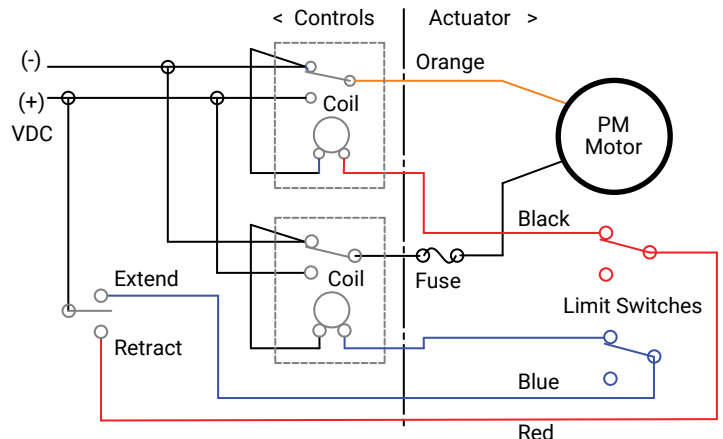 < Controls
Actuator >
(-)
Orange
(+)
Coil
VDC
PM
Motor
Black
Extend
Coil
Fuse
Limit Switches
Retract
Blue
Red